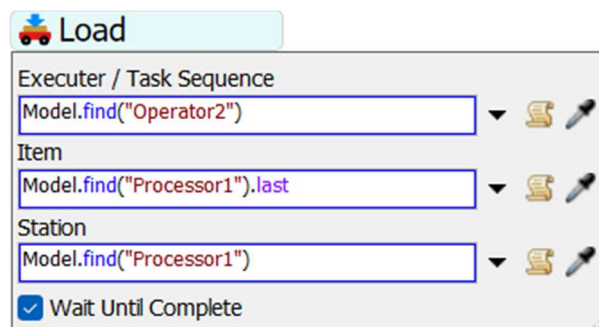 Load
Executer / Task Sequence
Model.find("Operator2")
Item
Model.find("Processor1").last
Station
Model.find("Processor1")
Wait Until Complete